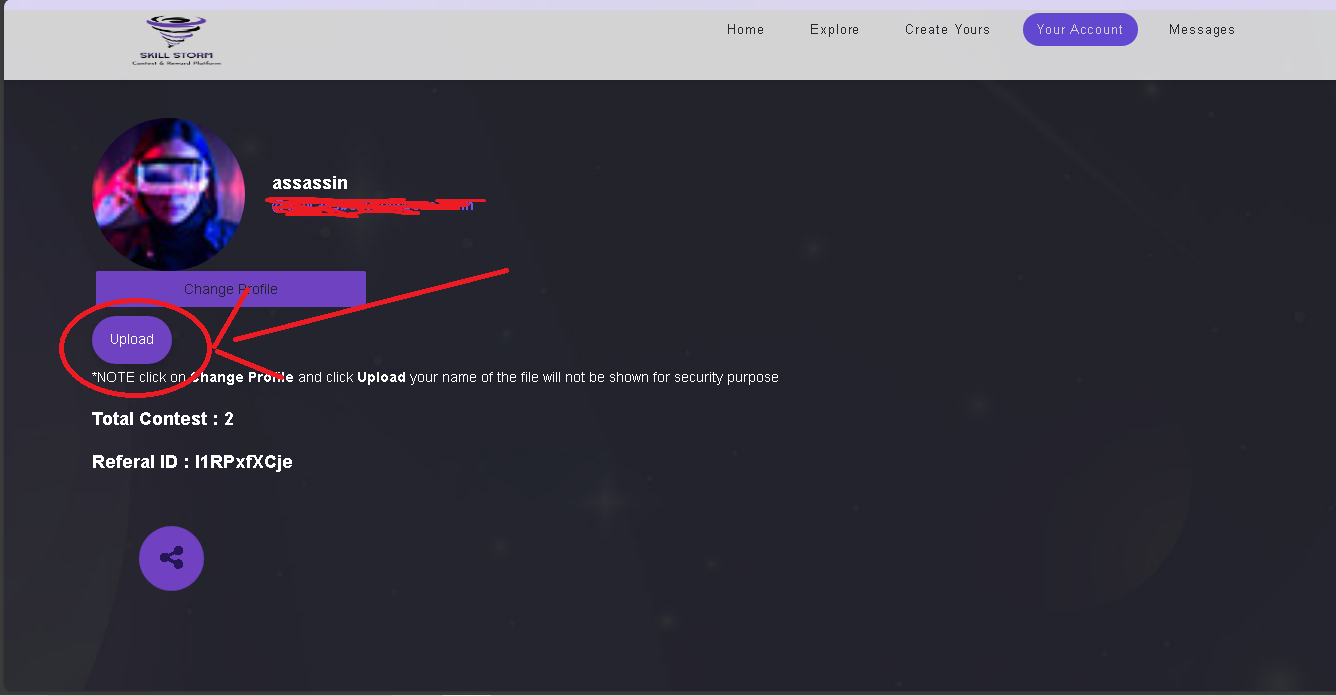 SKILL STORM
Contest & Reward Platform
Home Explore Create Yours Your Account Messages
assassin
Change Profile
Upload
*NOTE click on Change Profile and click Upload your name of the file will not be shown for security purpose
Total Contest : 2
Referal ID : I1RPxfXCje